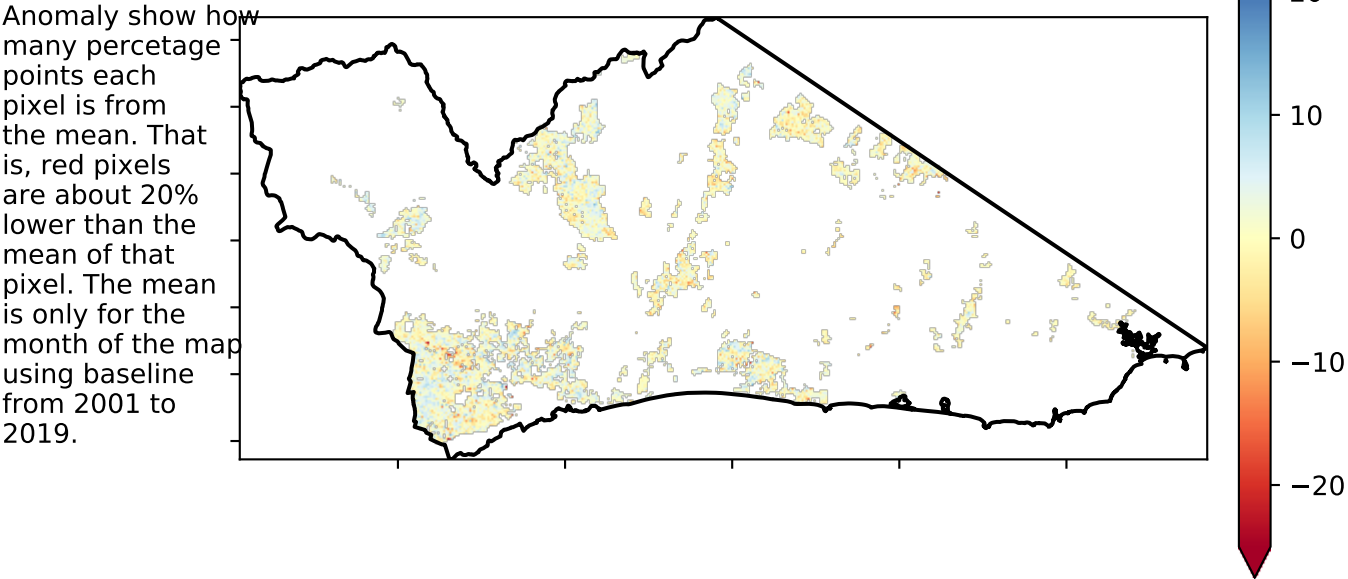 Anomaly show how
many percetage
points each
pixel is from
the mean. That
is, red pixels
are about 20%
lower than the
mean of that
pixel. The mean
is only for the
month of the map
using baseline
from 2001 to
2019.
10
0
−10
−20